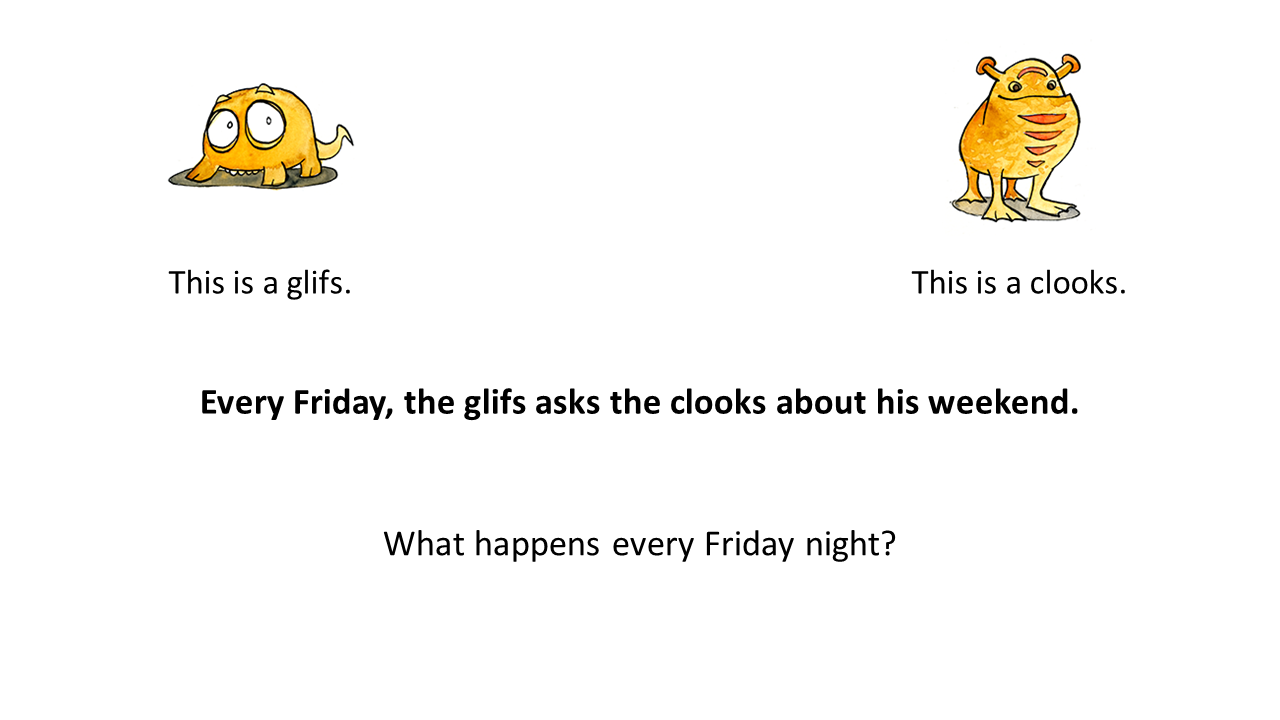 This is a glifs.
This is a clooks.
Every Friday, the glifs asks the clooks about his weekend.
What happens every Friday night?